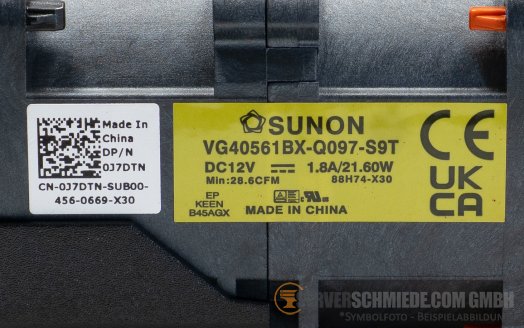 Made In
China
DP/N
0J7DTN
CN-0J7DTN-SUB00-
456-0669-X30
SUNON
VG40561BX-Q097-S9T
DC12V 1.8A/21.60W
Min:28.6CFM 88H74-X30
EP
KEEN
B45AGX
MADE IN CHINA
CE
UK
CA
SERVERSCHMIEDE.COM GMBH
*SYMBOLFOTO - BEISPIELABBILDUNG